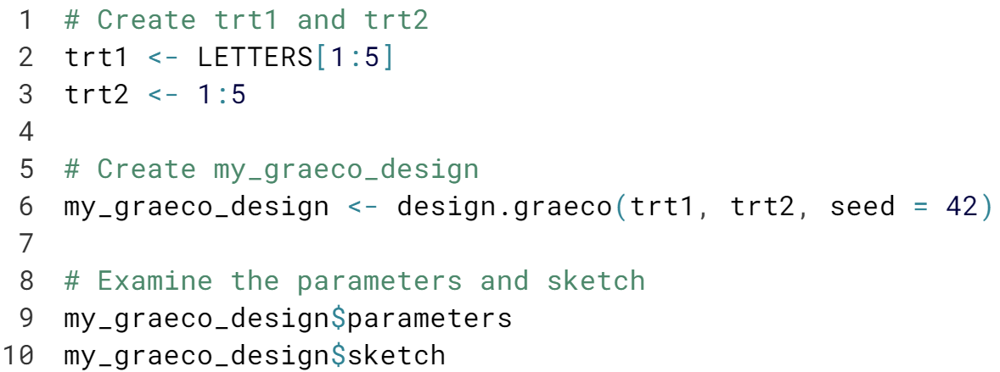 1 # Create trt1 and trt2
2 trt1 <- LETTERS[1:5]
3 trt2 <- 1:5
4
5 # Create my_graeco_design
6 my_graeco_design <- design.graeco(trt1, trt2, seed = 42)
7
8 # Examine the parameters and sketch
9 my_graeco_design$parameters
10 my_graeco_design$sketch